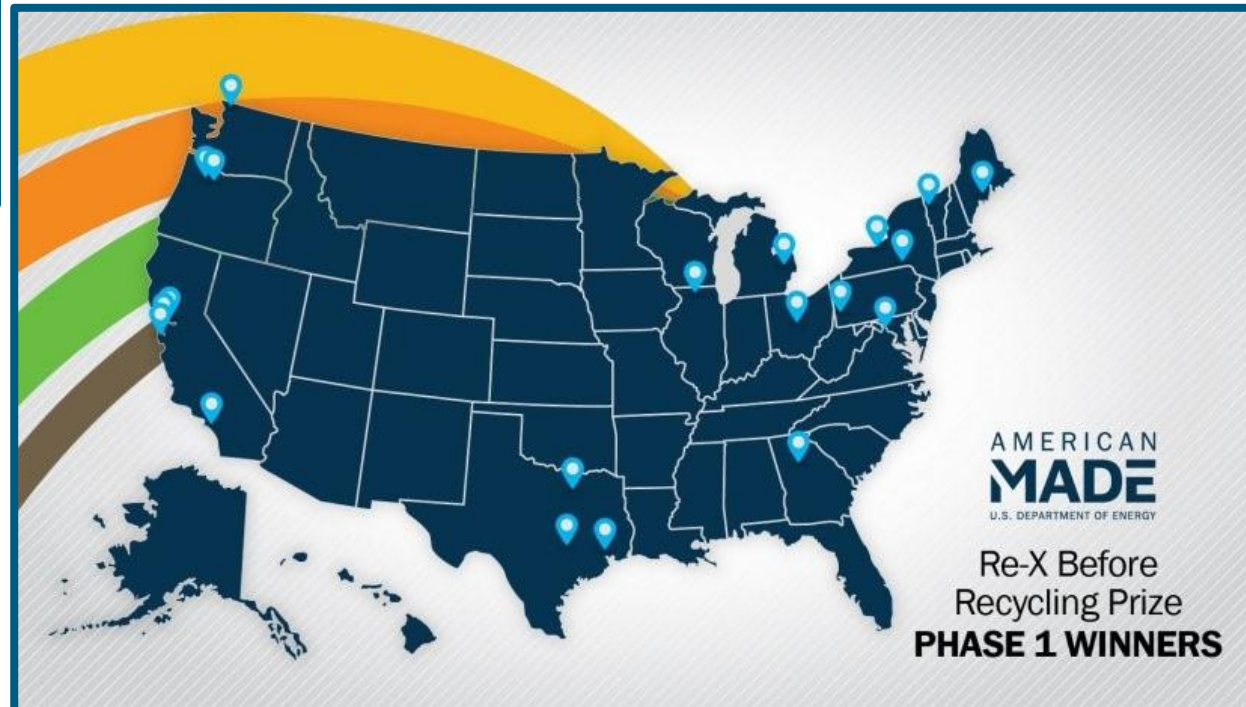 AMERICAN
MADE
U.S. DEPARTMENT OF ENERGY
Re-X Before
Recycling Prize
PHASE 1 WINNERS